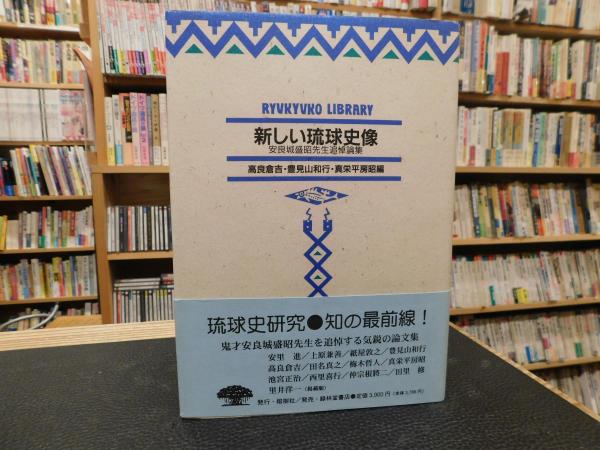 RYUKYUKO LIBRARY
新しい琉球史像
安良城盛昭先生追悼論集
高良倉吉・豊見山和行・真栄平房昭編
琉球史研究●知の最前線！
鬼才安良城盛昭先生を追悼する気鋭の論文集
安里 進／上原兼善／紙屋敦之／豊見山和行
高良倉吉／田名真之／梅木哲人／真栄平房昭
池宮正治／西里喜行／仲宗根將二／田里 修
里井洋一（掲載順）
発行・榕樹社／発売・緑林堂書店●定価3,900円